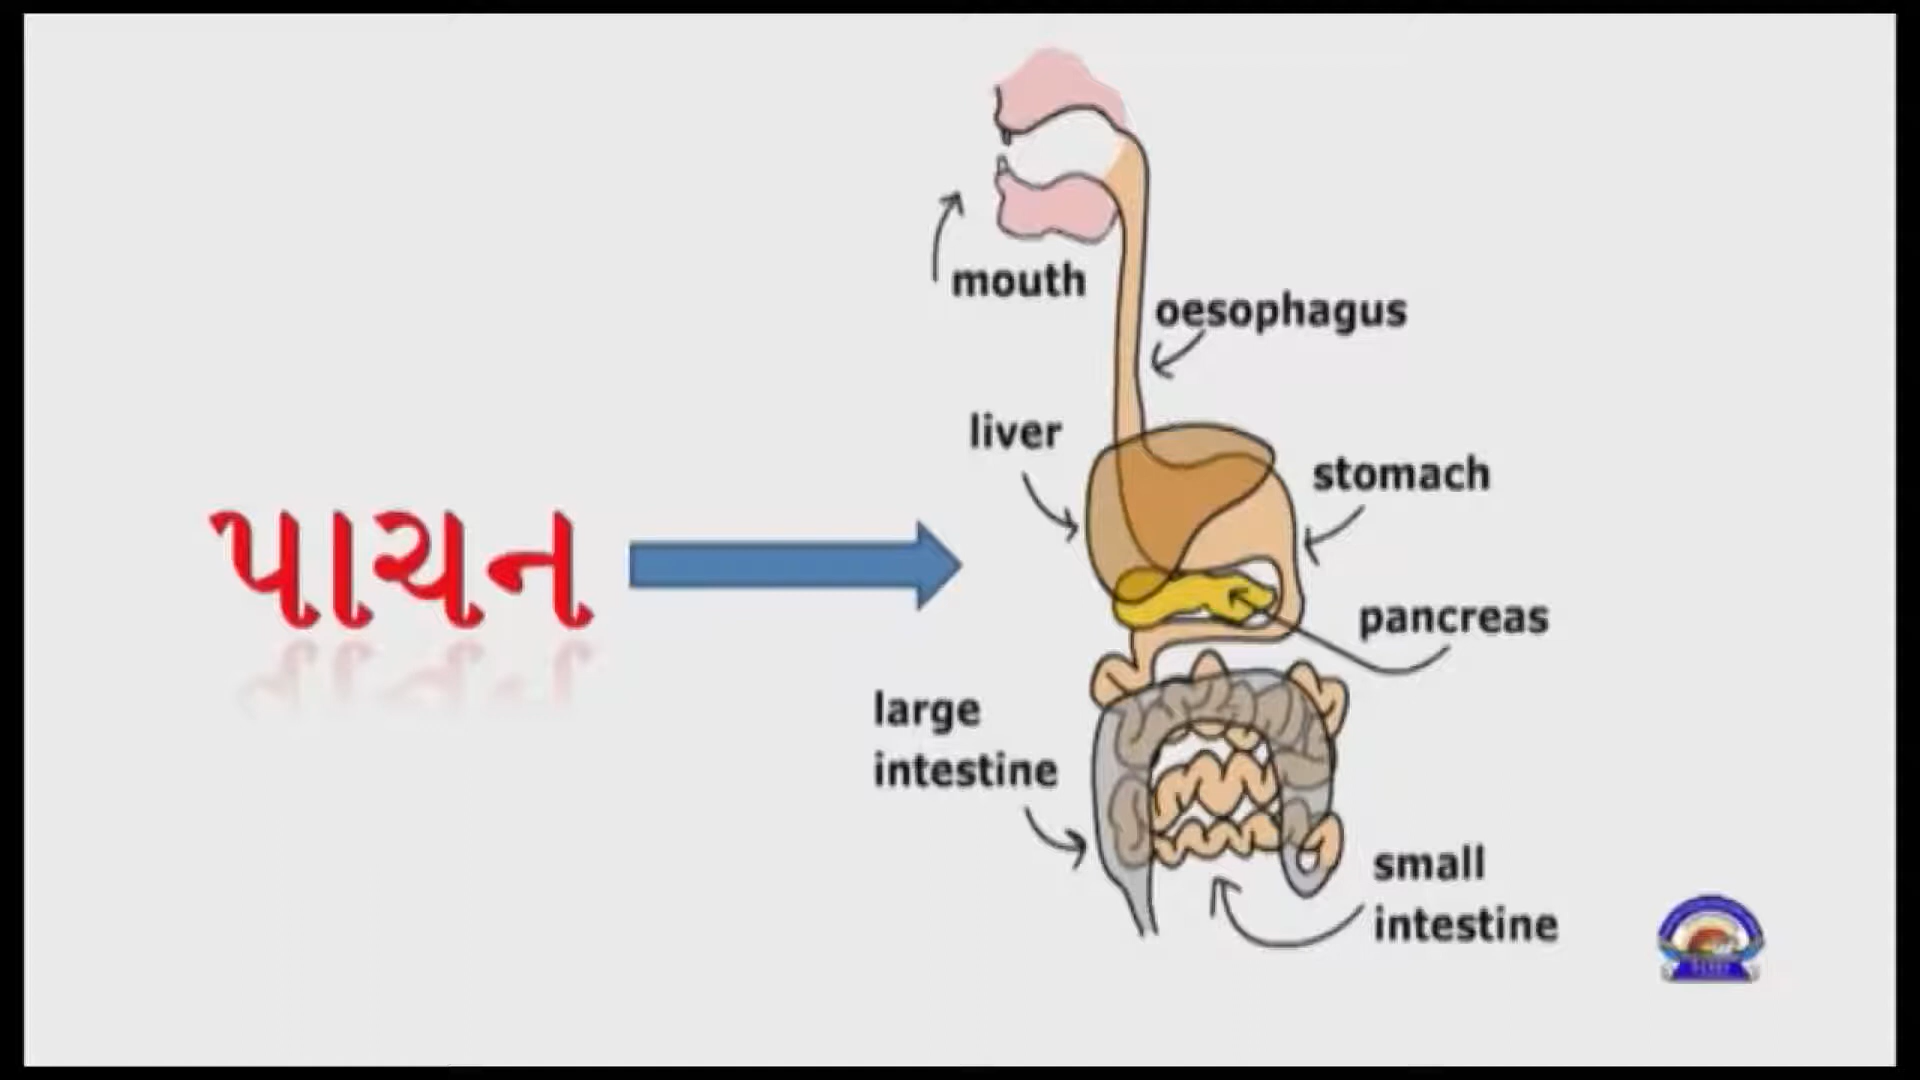 mouth
oesophagus
liver
stomach
પાચન
pancreas
large
intestine
small
intestine